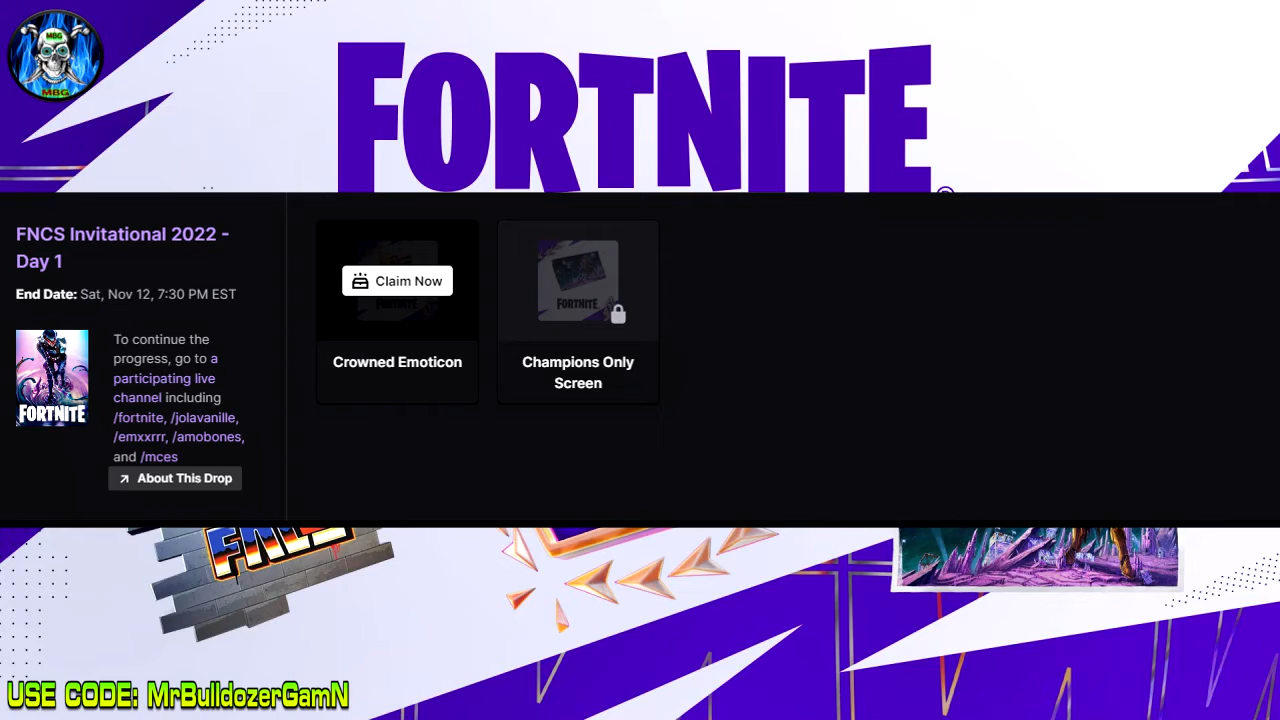 MBG
MBG
FORTNITE
®
FNCS Invitational 2022 -
Day 1
End Date: Sat, Nov 12, 7:30 PM EST
To continue the
progress, go to a
participating live
channel including
/fortnite, /jolavanille,
/emxxrrr, /amobones,
and /mces
FORTNITE
About This Drop
Claim Now
Crowned Emoticon
FORTNITE
Champions Only
Screen
FNCS
USE CODE: MrBulldozerGamN